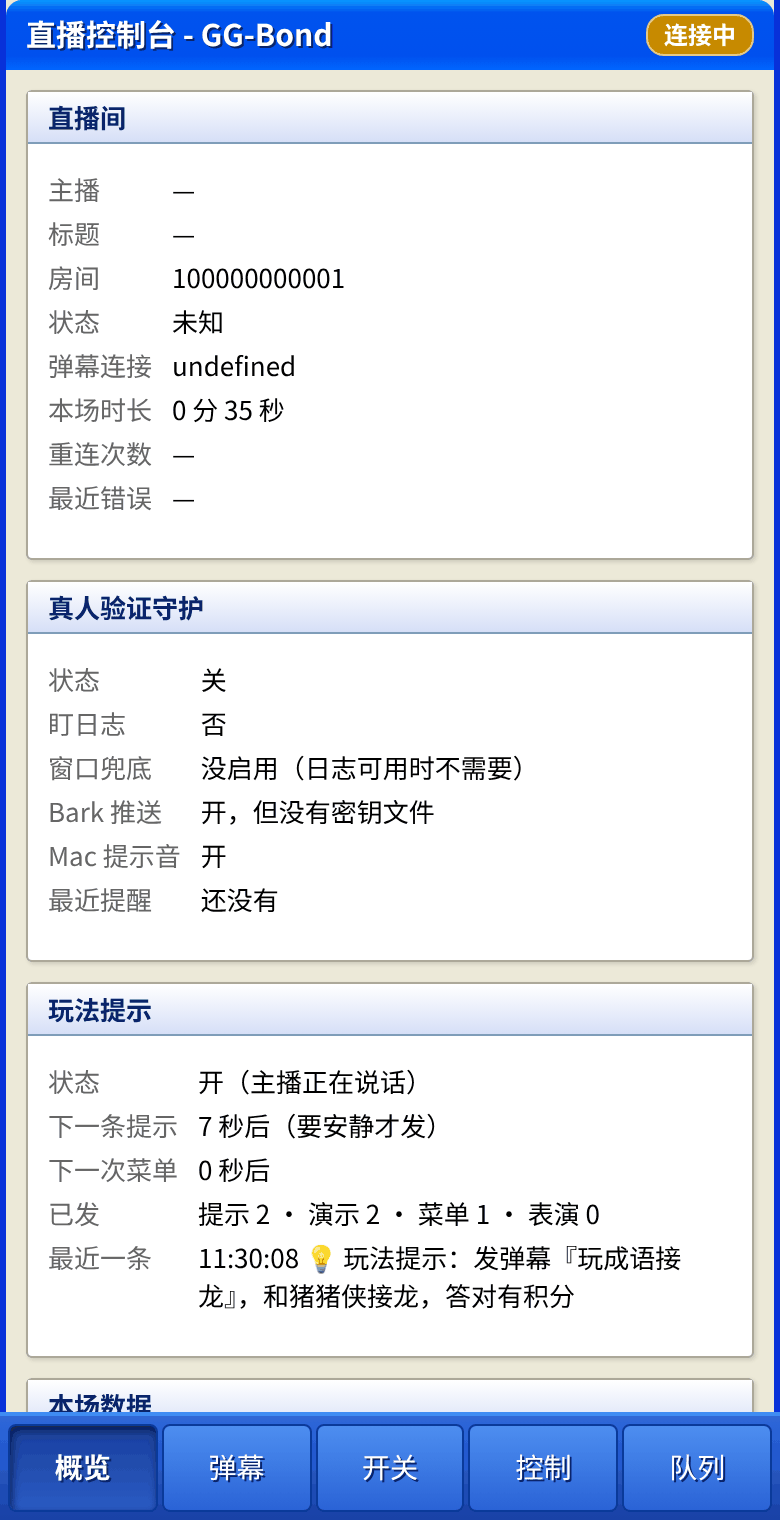 直播控制台 - GG-Bond
连接中
直播间
主播 —
标题 —
房间 100000000001
状态 未知
弹幕连接 undefined
本场时长 0 分 35 秒
重连次数 —
最近错误 —
真人验证守护
状态 关
盯日志 否
窗口兜底 没启用（日志可用时不需要）
Bark 推送 开，但没有密钥文件
Mac 提示音 开
最近提醒 还没有
玩法提示
状态 开（主播正在说话）
下一条提示 7 秒后（要安静才发）
下一次菜单 0 秒后
已发 提示 2 · 演示 2 · 菜单 1 · 表演 0
最近一条 11:30:08 💡 玩法提示：发弹幕『玩成语接
龙』，和猪猪侠接龙，答对有积分
本场数据
概览 弹幕 开关 控制 队列